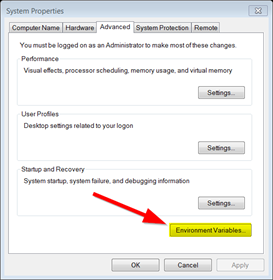 System Properties
Computer Name Hardware Advanced System Protection Remote
You must be logged on as an Administrator to make most of these changes.
Performance
Visual effects, processor scheduling, memory usage, and virtual memory
Settings...
User Profiles
Desktop settings related to your logon
Settings...
Startup and Recovery
System startup, system failure, and debugging information
Settings...
Environment Variables...
OK Cancel Apply